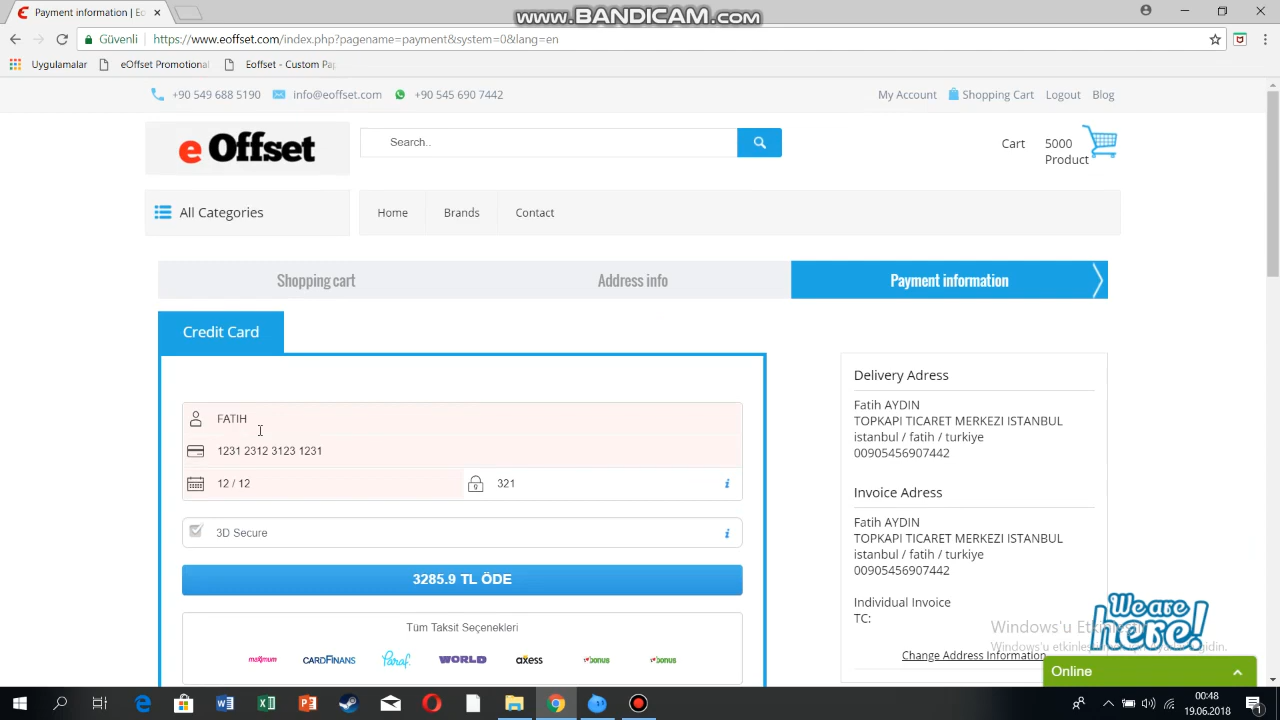 www.BANDICAM.com
Payment information | Eo
Güvenli https://www.eoffset.com/index.php?pagename=payment&system=0&lang=en
Uygulamalar eOffset Promotional Eoffset - Custom Pa
+90 549 688 5190 info@eoffset.com +90 545 690 7442 My Account Shopping Cart Logout Blog
e Offset Search.. Cart 5000 Product
All Categories Home Brands Contact
Shopping cart Address info Payment information
Credit Card
FATIH
1231 2312 3123 1231
12 / 12 321
3D Secure
3285.9 TL ÖDE
Tüm Taksit Seçenekleri
maximum CARDFINANS Paraf WORLD axess bonus bonus
Delivery Adress
Fatih AYDIN
TOPKAPI TICARET MERKEZI ISTANBUL
istanbul / fatih / turkiye
00905456907442
Invoice Adress
Fatih AYDIN
TOPKAPI TICARET MERKEZI ISTANBUL
istanbul / fatih / turkiye
00905456907442
Individual Invoice
TC:
Change Address Information
We are here!
Windows'u Etkinleş
Windows'u etkinleş gidin.
Online
00:48
19.06.2018